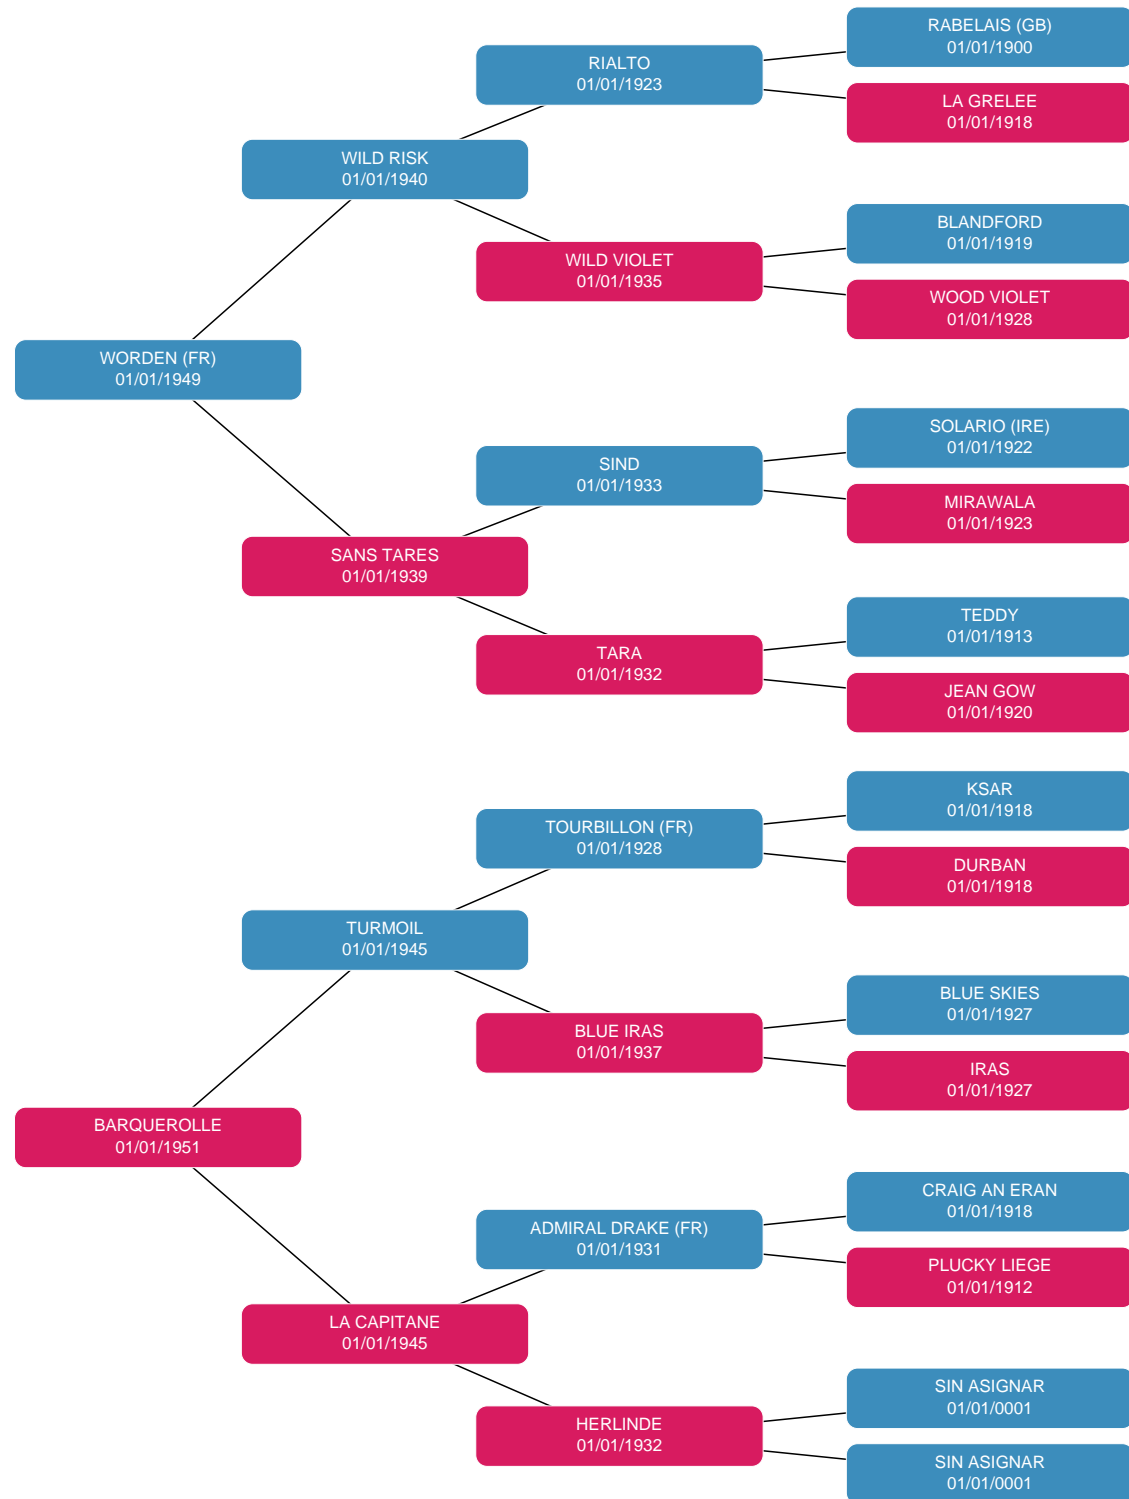 RABELAIS (GB)
01/01/1900
RIALTO
01/01/1923
LA GRELEE
01/01/1918
WILD RISK
01/01/1940
BLANDFORD
01/01/1919
WILD VIOLET
01/01/1935
WOOD VIOLET
01/01/1928
WORDEN (FR)
01/01/1949
SOLARIO (IRE)
01/01/1922
SIND
01/01/1933
MIRAWALA
01/01/1923
SANS TARES
01/01/1939
TEDDY
01/01/1913
TARA
01/01/1932
JEAN GOW
01/01/1920
KSAR
01/01/1918
TOURBILLON (FR)
01/01/1928
DURBAN
01/01/1918
TURMOIL
01/01/1945
BLUE SKIES
01/01/1927
BLUE IRAS
01/01/1937
IRAS
01/01/1927
BARQUEROLLE
01/01/1951
CRAIG AN ERAN
01/01/1918
ADMIRAL DRAKE (FR)
01/01/1931
PLUCKY LIEGE
01/01/1912
LA CAPITANE
01/01/1945
SIN ASIGNAR
01/01/0001
HERLINDE
01/01/1932
SIN ASIGNAR
01/01/0001